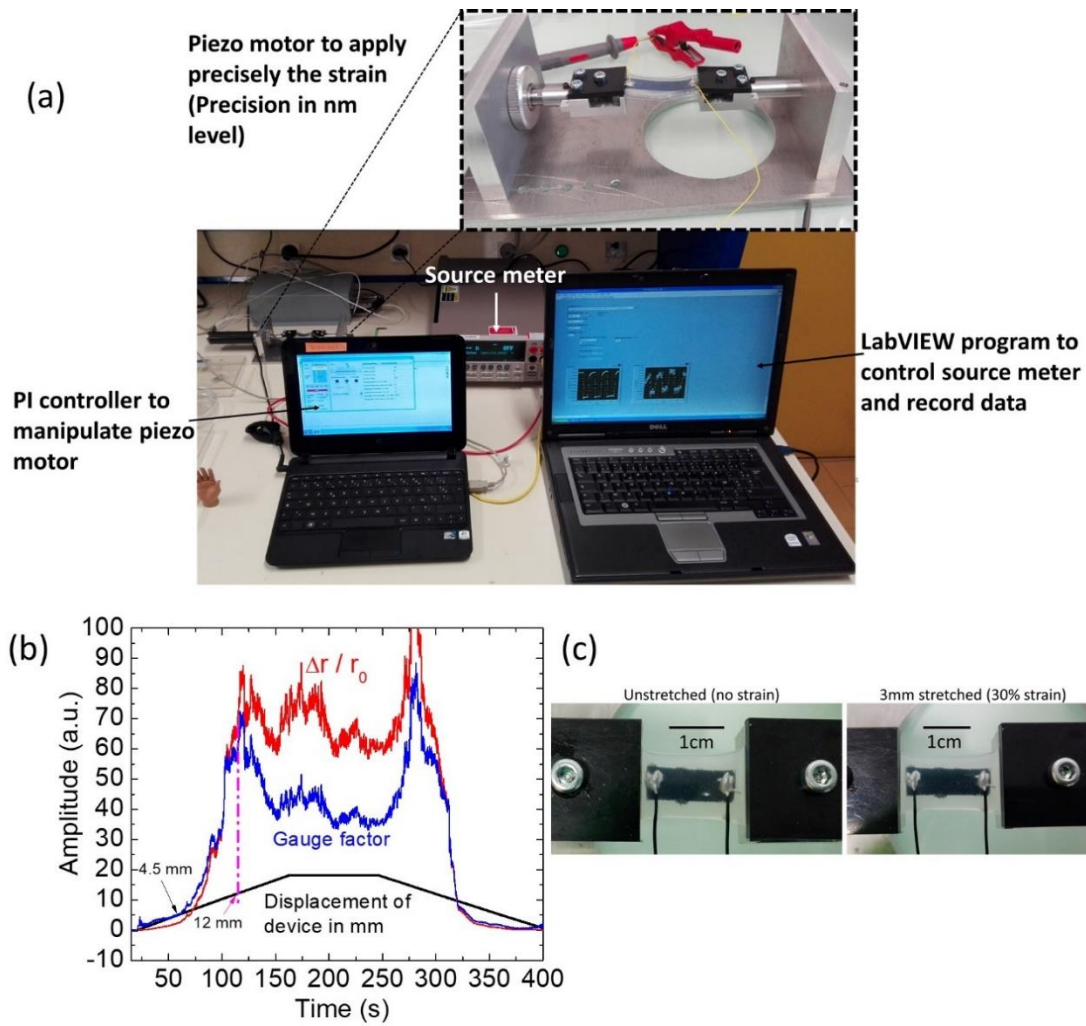 (a)
Piezo motor to apply
precisely the strain
(Precision in nm
level)
Source meter
PI controller to
manipulate piezo
motor
LabVIEW program to
control source meter
and record data
DELL
(b)
100
90
80
70
60
50
40
30
20
10
0
-10
Amplitude (a.u.)
Δr / r0
Gauge factor
4.5 mm
12 mm
Displacement of
device in mm
50 100 150 200 250 300 350 400
Time (s)
(c)
Unstretched (no strain)
1cm
3mm stretched (30% strain)
1cm